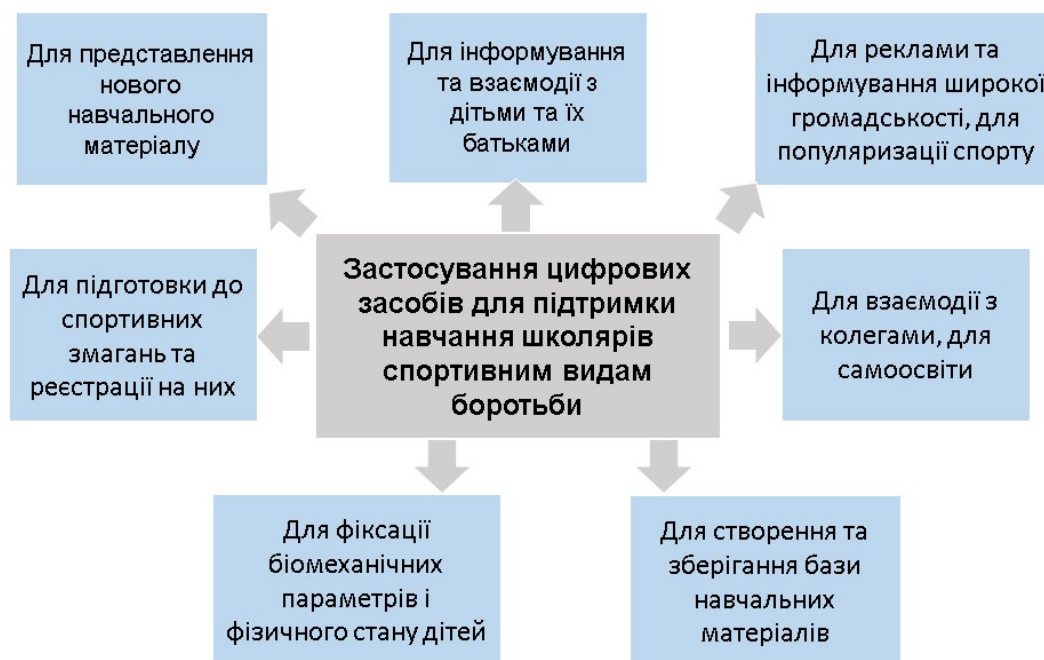 Для представлення
нового
навчального
матеріалу
Для інформування
та взаємодії з
дітьми та їх
батьками
Для реклами та
інформування широкої
громадськості, для
популяризації спорту
Для підготовки до
спортивних
змагань та
реєстрації на них
Застосування цифрових
засобів для підтримки
навчання школярів
спортивним видам
боротьби
Для взаємодії з
колегами, для
самоосвіти
Для фіксації
біомеханічних
параметрів і
фізичного стану дітей
Для створення та
зберігання бази
навчальних
матеріалів